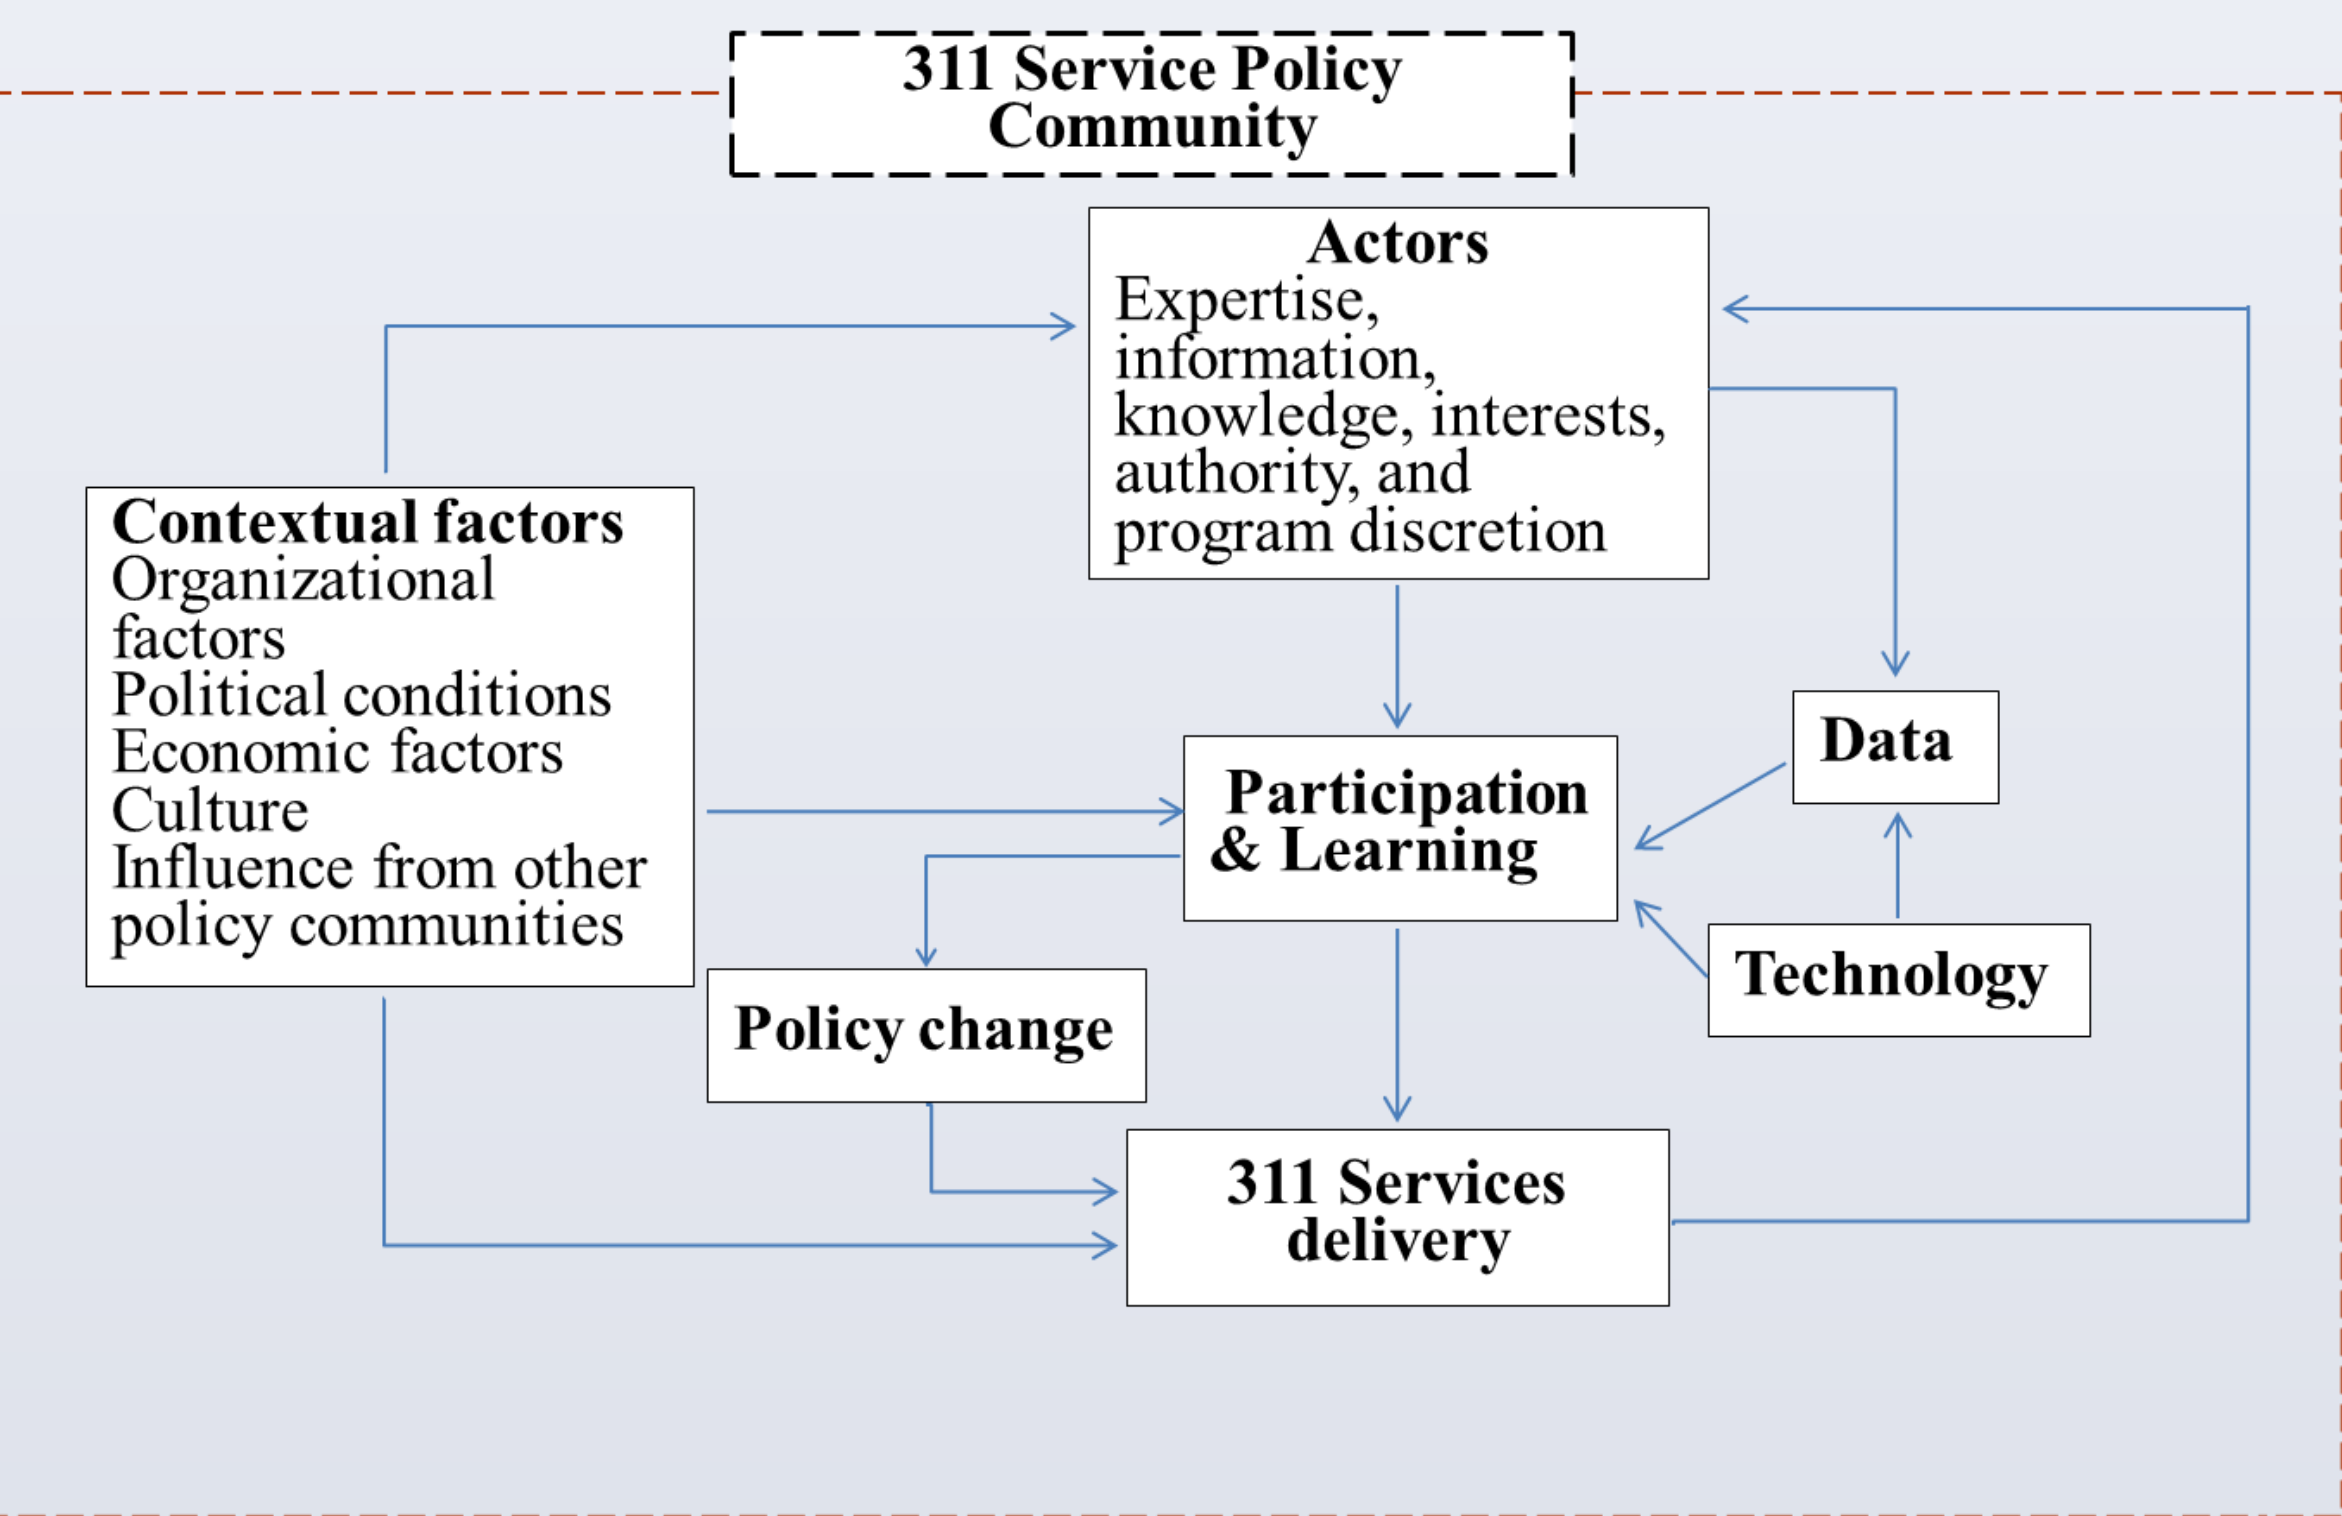 311 Service Policy
Community
Actors
Expertise,
information,
knowledge, interests,
authority, and
program discretion
Contextual factors
Organizational
factors
Political conditions
Economic factors
Culture
Influence from other
policy communities
Data
Participation
& Learning
Technology
Policy change
311 Services
delivery